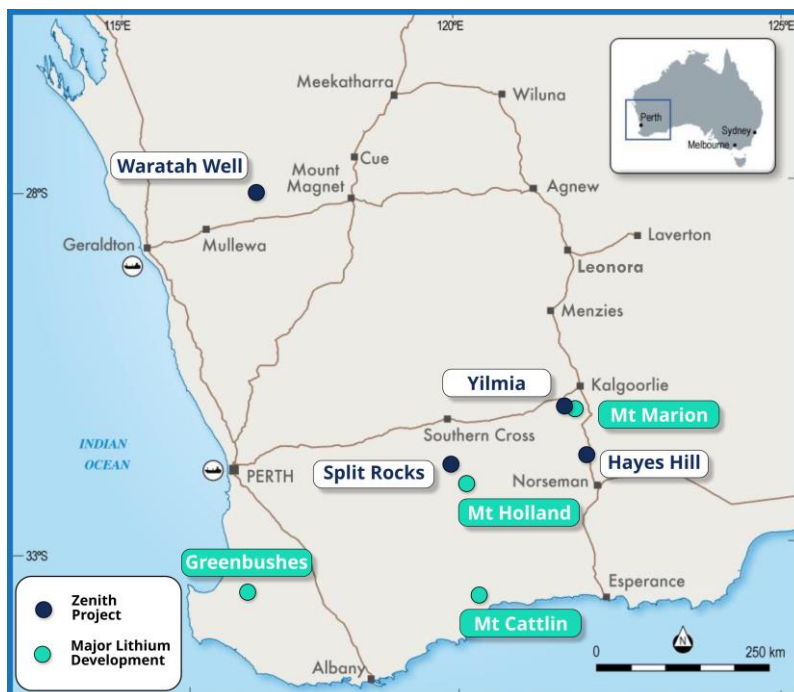 115°E
120°E
125°E
Meekatharra
Wiluna
Perth
Sydney
Melbourne
Waratah Well
Cue
Mount
Magnet
28°S
Agnew
Geraldton
Mullewa
Laverton
Leonora
Menzies
Yilmia
Kalgoorlie
Mt Marion
Southern Cross
INDIAN
OCEAN
PERTH
Split Rocks
Hayes Hill
Norseman
Mt Holland
33°S
Greenbushes
Esperance
Mt Cattlin
Zenith
Project
Major Lithium
Development
Albany
N
0
250 km